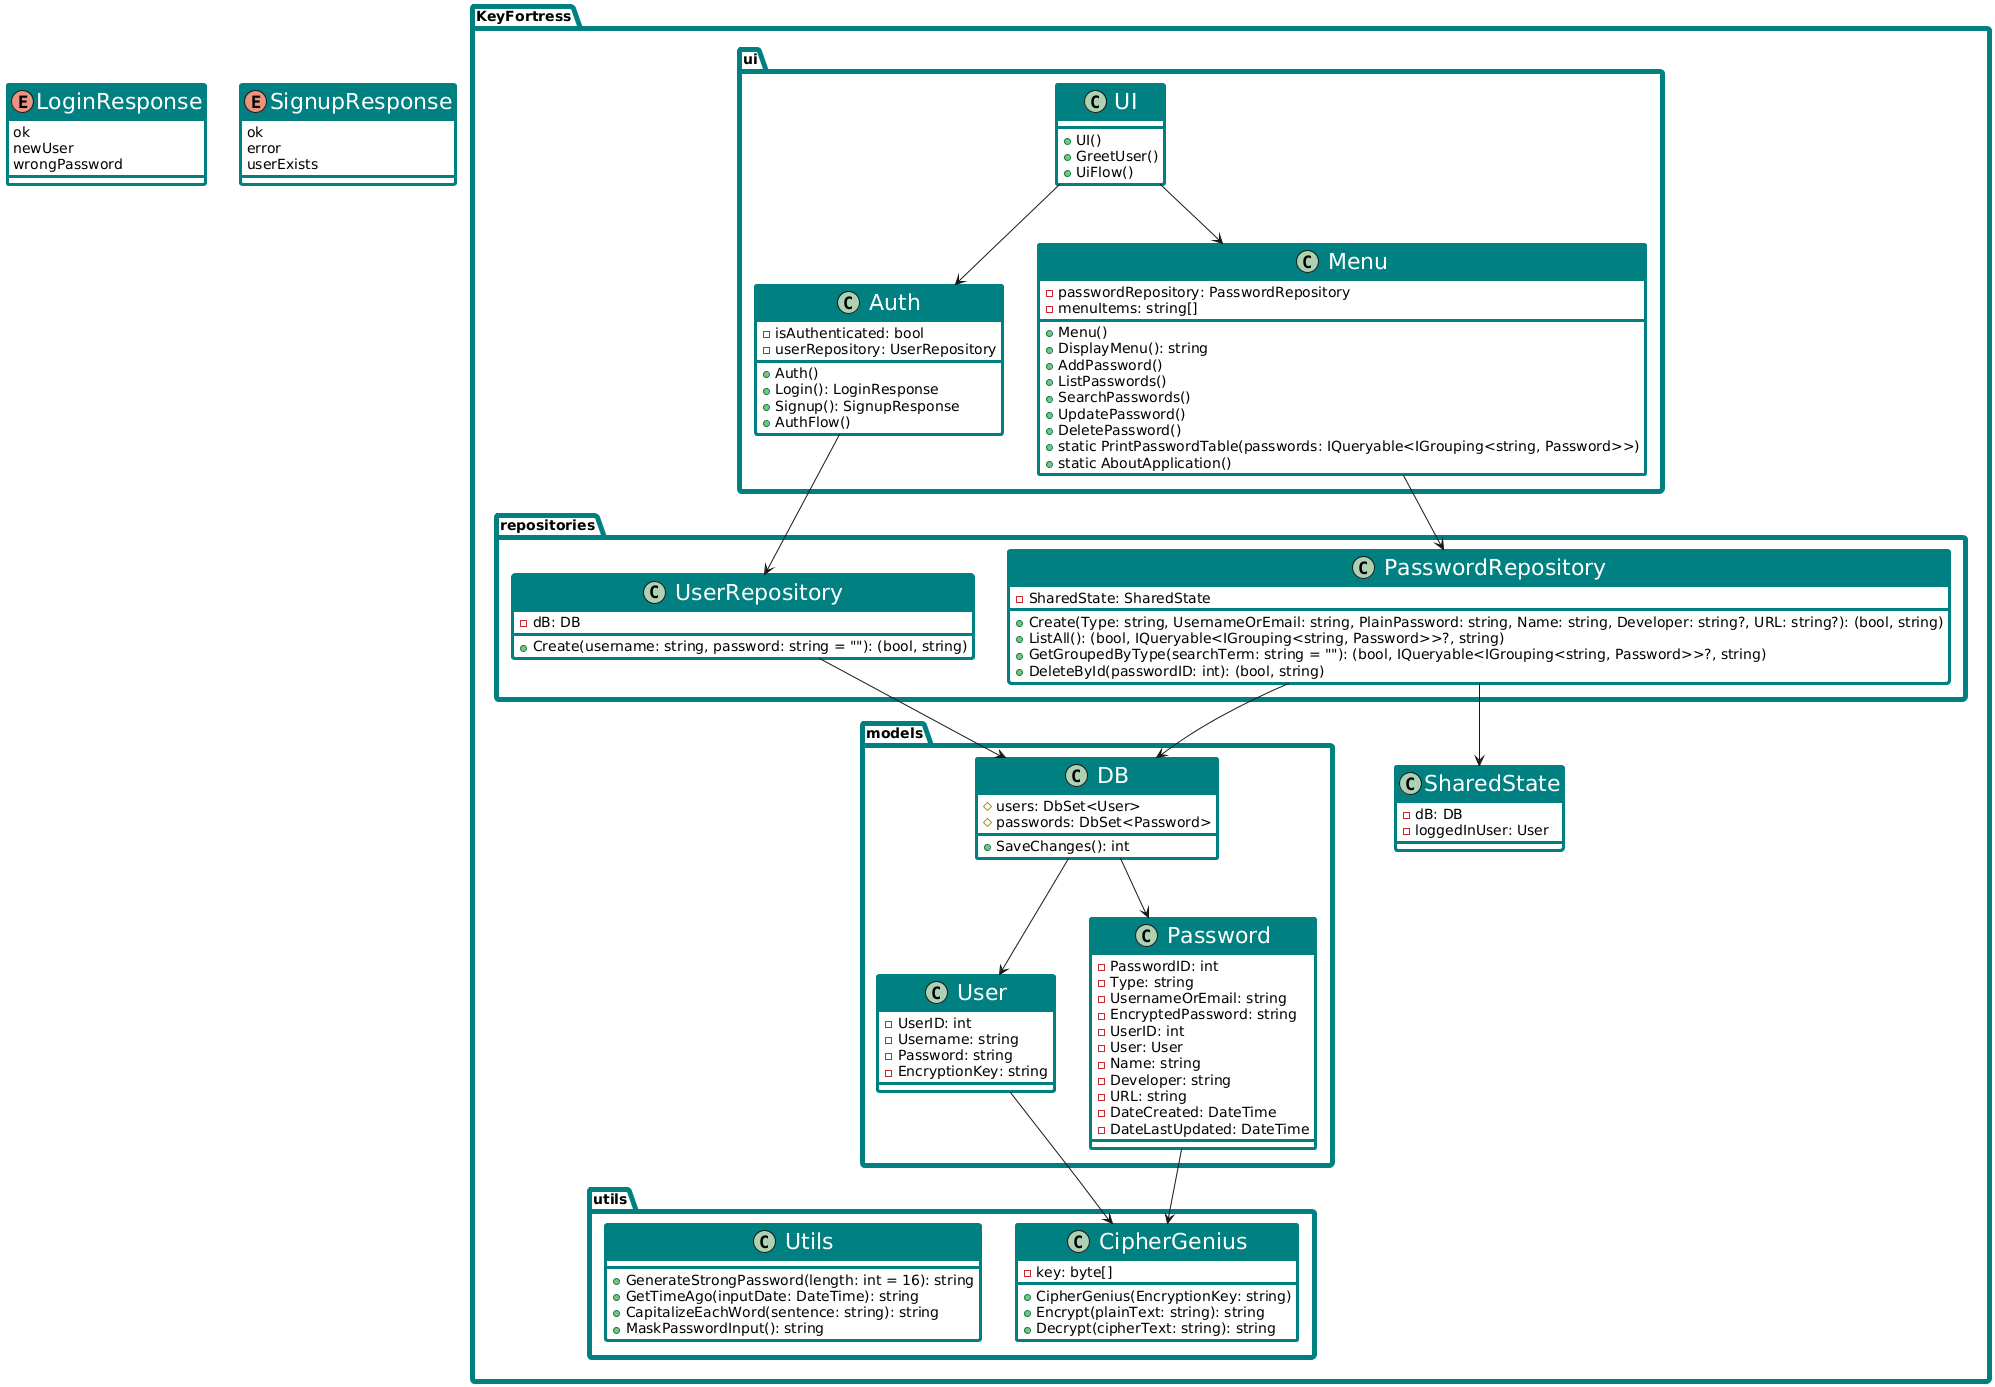 KeyFortress
ui
E LoginResponse
ok
newUser
wrongPassword
E SignupResponse
ok
error
userExists
C UI
UI()
GreetUser()
UiFlow()
C Auth
isAuthenticated: bool
userRepository: UserRepository
Auth()
Login(): LoginResponse
Signup(): SignupResponse
AuthFlow()
C Menu
passwordRepository: PasswordRepository
menuItems: string[]
Menu()
DisplayMenu(): string
AddPassword()
ListPasswords()
SearchPasswords()
UpdatePassword()
DeletePassword()
static PrintPasswordTable(passwords: IQueryable<IGrouping<string, Password>>)
static AboutApplication()
repositories
C UserRepository
dB: DB
Create(username: string, password: string = ""): (bool, string)
C PasswordRepository
SharedState: SharedState
Create(Type: string, UsernameOrEmail: string, PlainPassword: string, Name: string, Developer: string?, URL: string?): (bool, string)
ListAll(): (bool, IQueryable<IGrouping<string, Password>>?, string)
GetGroupedByType(searchTerm: string = ""): (bool, IQueryable<IGrouping<string, Password>>?, string)
DeleteById(passwordID: int): (bool, string)
models
C DB
users: DbSet<User>
passwords: DbSet<Password>
SaveChanges(): int
C SharedState
dB: DB
loggedInUser: User
C User
UserID: int
Username: string
Password: string
EncryptionKey: string
C Password
PasswordID: int
Type: string
UsernameOrEmail: string
EncryptedPassword: string
UserID: int
User: User
Name: string
Developer: string
URL: string
DateCreated: DateTime
DateLastUpdated: DateTime
utils
C Utils
GenerateStrongPassword(length: int = 16): string
GetTimeAgo(inputDate: DateTime): string
CapitalizeEachWord(sentence: string): string
MaskPasswordInput(): string
C CipherGenius
key: byte[]
CipherGenius(EncryptionKey: string)
Encrypt(plainText: string): string
Decrypt(cipherText: string): string